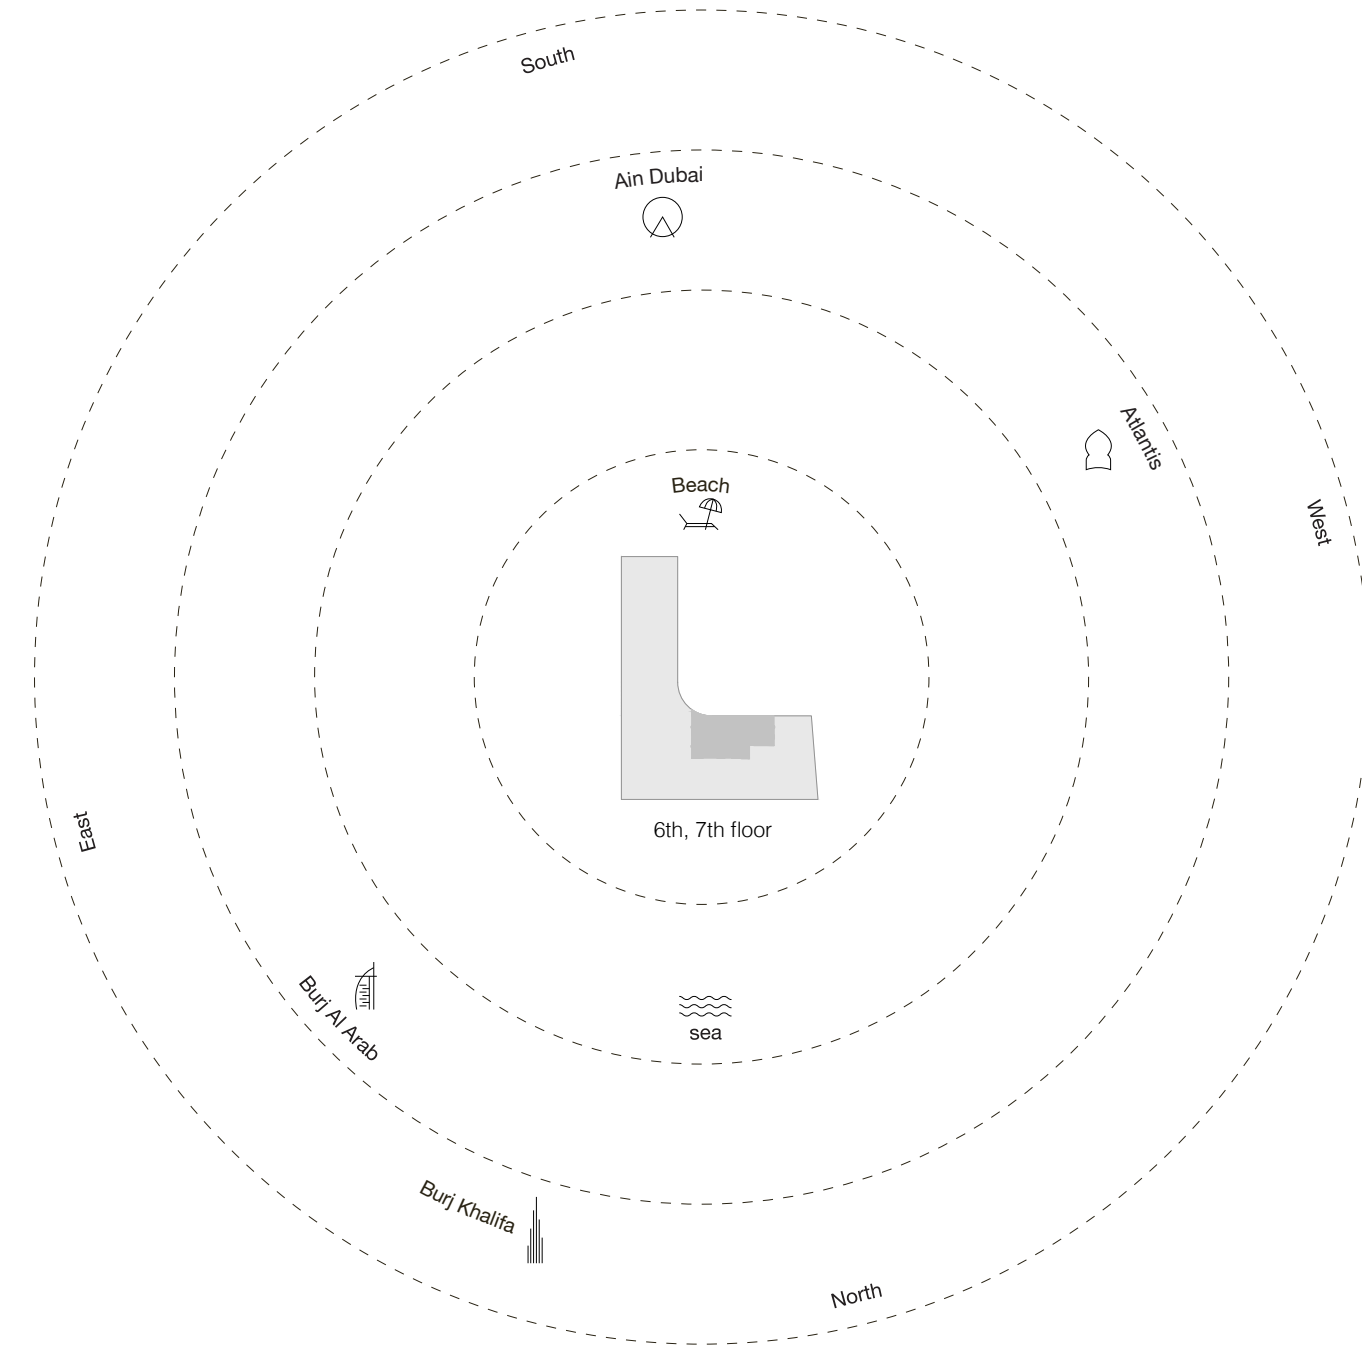 South
Ain Dubai
Atlantis
Beach
West
6th, 7th floor
East
Burj Al Arab
sea
Burj Khalifa
North